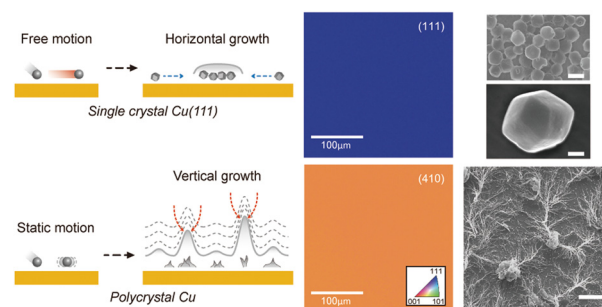 Free motion
Horizontal growth
Single crystal Cu(111)
(111)
100μm
Vertical growth
Static motion
Polycrystal Cu
(410)
100μm
111
001
101